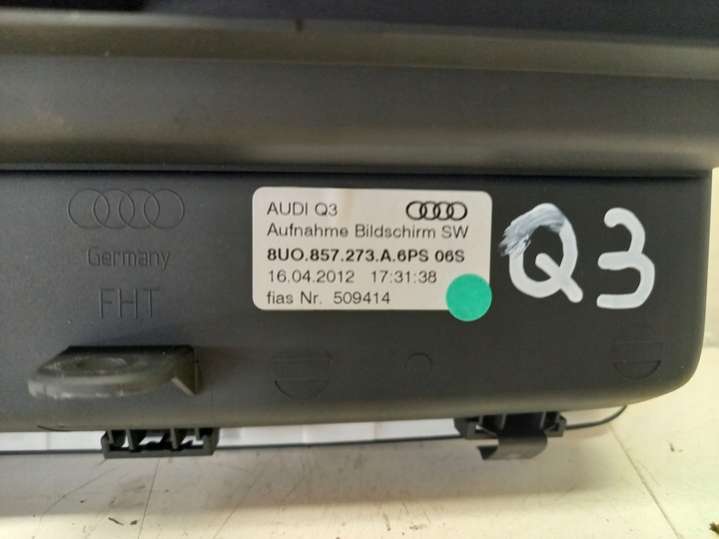 AUDI Q3
Aufnahme Bildschirm SW
8U0.857.273.A.6PS 06S
16.04.2012 17:31:38
fias Nr. 509414
Germany
FHT
Q3